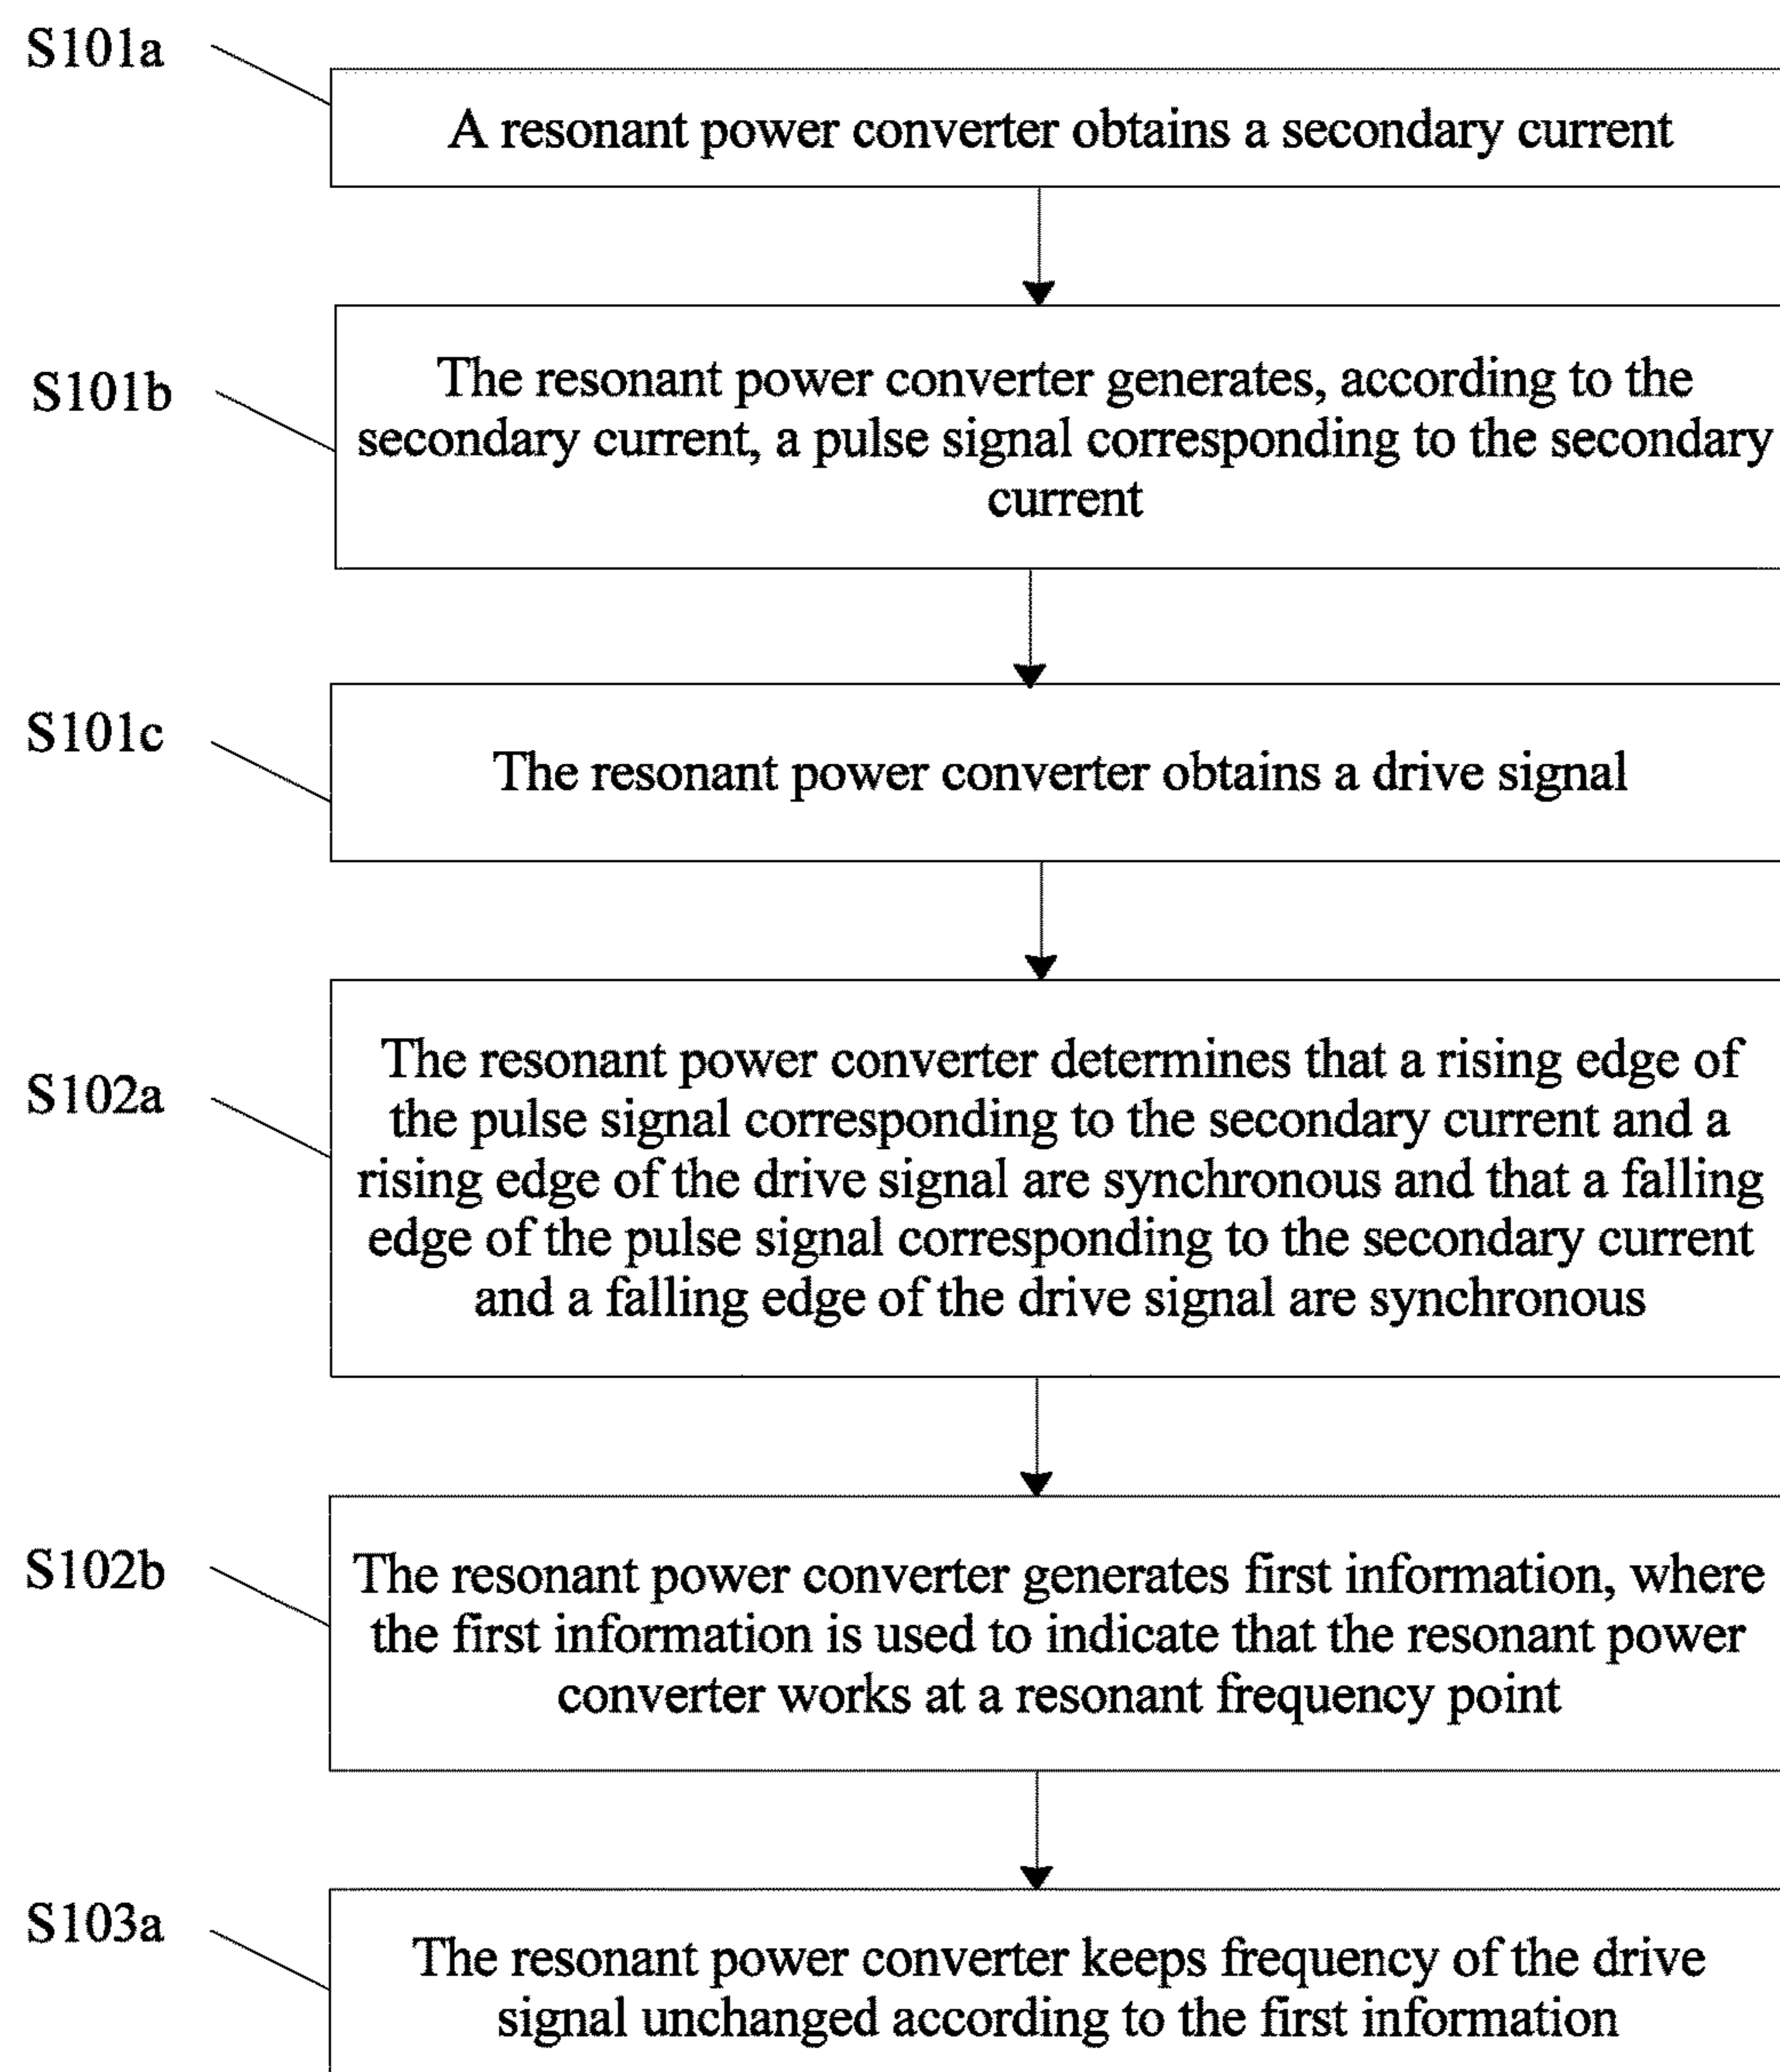 S101a
A resonant power converter obtains a secondary current
S101b
The resonant power converter generates, according to the
secondary current, a pulse signal corresponding to the secondary
current
S101c
The resonant power converter obtains a drive signal
S102a
The resonant power converter determines that a rising edge of
the pulse signal corresponding to the secondary current and a
rising edge of the drive signal are synchronous and that a falling
edge of the pulse signal corresponding to the secondary current
and a falling edge of the drive signal are synchronous
S102b
The resonant power converter generates first information, where
the first information is used to indicate that the resonant power
converter works at a resonant frequency point
S103a
The resonant power converter keeps frequency of the drive
signal unchanged according to the first information